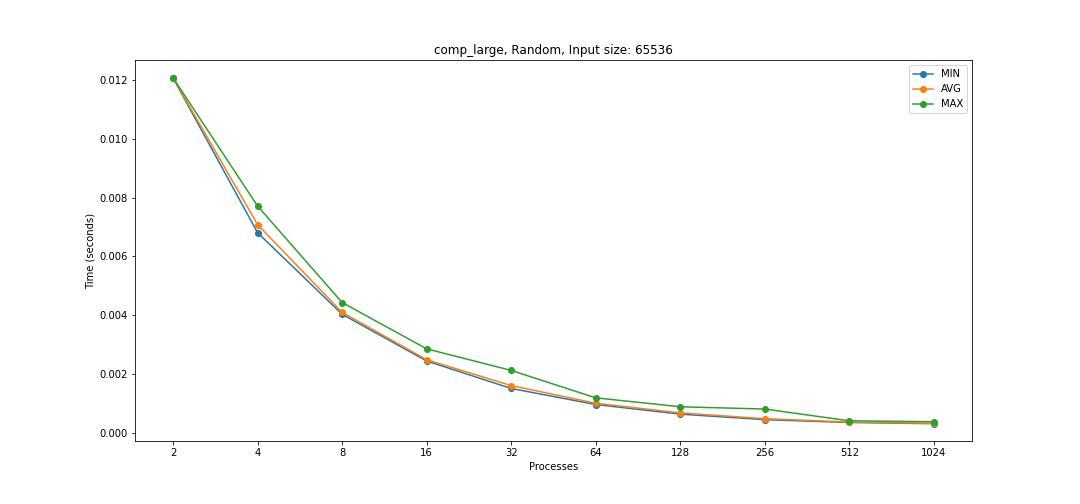 comp_large, Random, Input size: 65536
MIN
AVG
MAX
0.012
0.010
0.008
0.006
0.004
0.002
0.000
Time (seconds)
2 4 8 16 32 64 128 256 512 1024
Processes